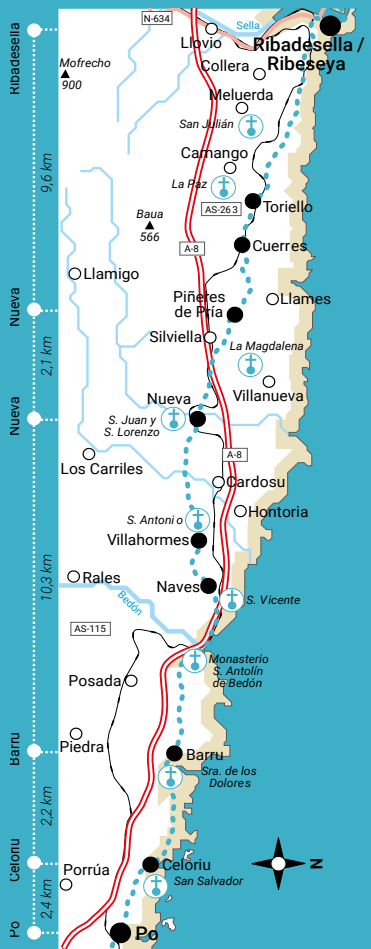 N-634
Sella
Llovio
Ribadesella /
Ribeseya
Collera
Mofrecho
900
Meluerda
San Julián
Camango
La Paz
AS-263
Toriello
Baua
566
A-8
Cuerres
Llamigo
Piñeres
de Pría
Llames
Silviella
La Magdalena
Villanueva
Nueva
S. Juan y
S. Lorenzo
Los Carriles
A-8
Cardosu
S. Antonio
Hontoria
Villahormes
Rales
Naves
Bedón
S. Vicente
AS-115
Monasterio
S. Antolín
de Bedón
Posada
Piedra
Barru
Sra. de los
Dolores
Celoriu
Porrúa
San Salvador
N
Po
Ribadesella
9,6 km
Nueva
2,1 km
Nueva
10,3 km
Barru
2,2 km
Celoriu
2,4 km
Po